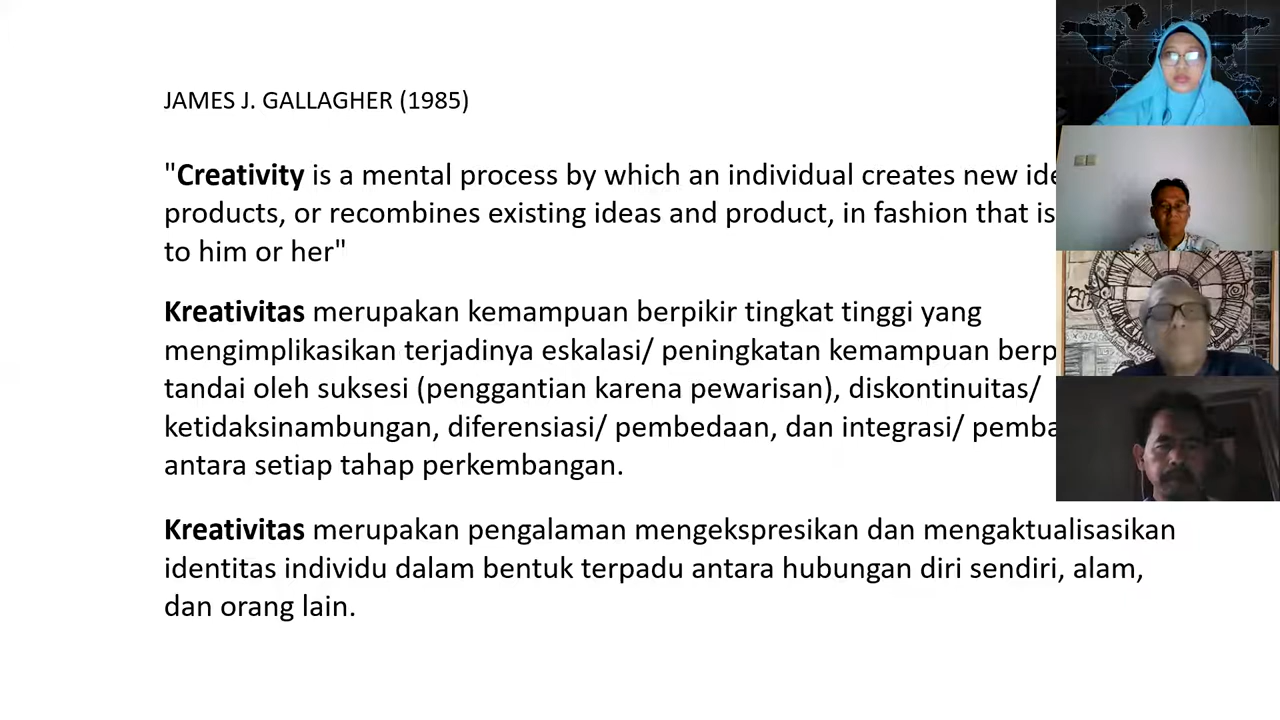 JAMES J. GALLAGHER (1985)
"Creativity is a mental process by which an individual creates new
products, or recombines existing ideas and product, in fashion that is
to him or her"
Kreativitas merupakan kemampuan berpikir tingkat tinggi yang
mengimplikasikan terjadinya eskalasi/ peningkatan kemampuan
tandai oleh suksesi (penggantian karena pewarisan), diskontinuitas/
ketidaksinambungan, diferensiasi/ pembedaan, dan integrasi/
antara setiap tahap perkembangan.
Kreativitas merupakan pengalaman mengekspresikan dan mengaktualisasikan
identitas individu dalam bentuk terpadu antara hubungan diri sendiri, alam,
dan orang lain.